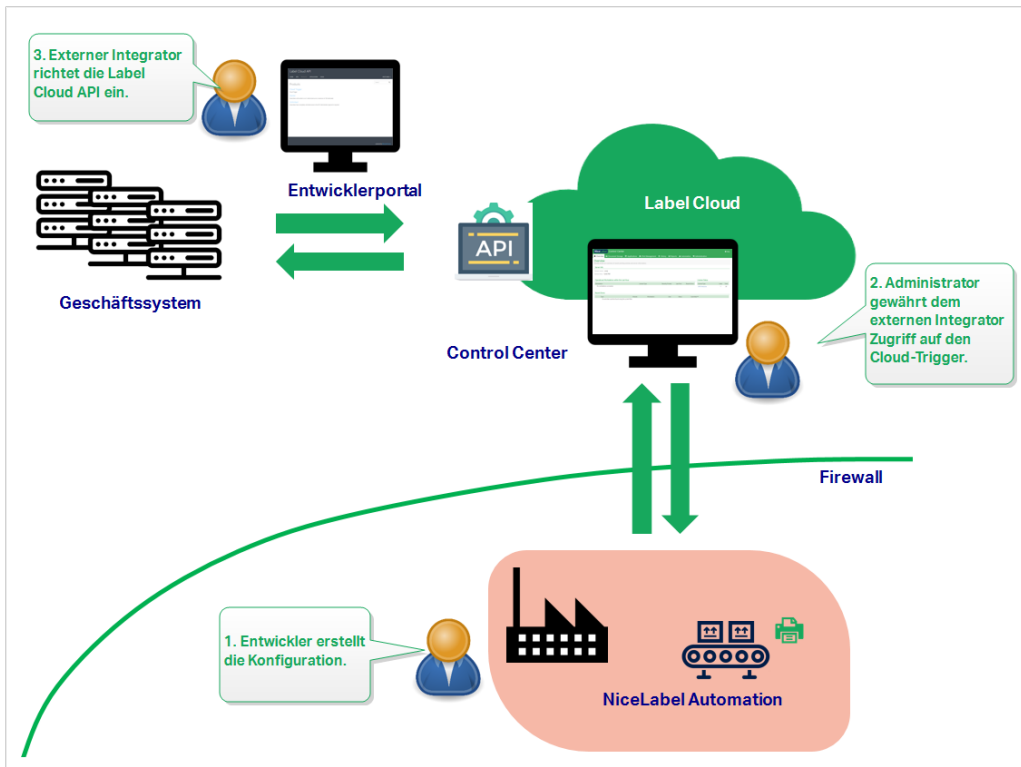 3. Externer Integrator
richtet die Label
Cloud API ein.
Entwicklerportal
Geschäftssystem
API
Label Cloud
Control Center
2. Administrator
gewährt dem
externen Integrator
Zugriff auf den
Cloud-Trigger.
Firewall
1. Entwickler erstellt
die Konfiguration.
NiceLabel Automation